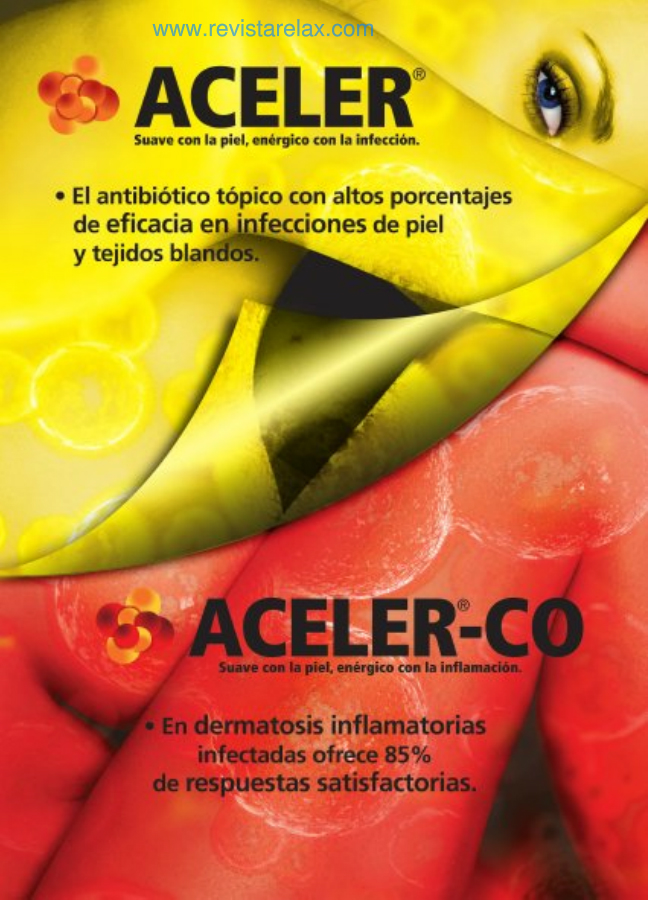 www.revistarelax.com
ACELER®
Suave con la piel, enérgico con la infección.
• El antibiótico tópico con altos porcentajes
de eficacia en infecciones de piel
y tejidos blandos.
ACELER®-CO
Suave con la piel, enérgico con la inflamación.
• En dermatosis inflamatorias
infectadas ofrece 85%
de respuestas satisfactorias.